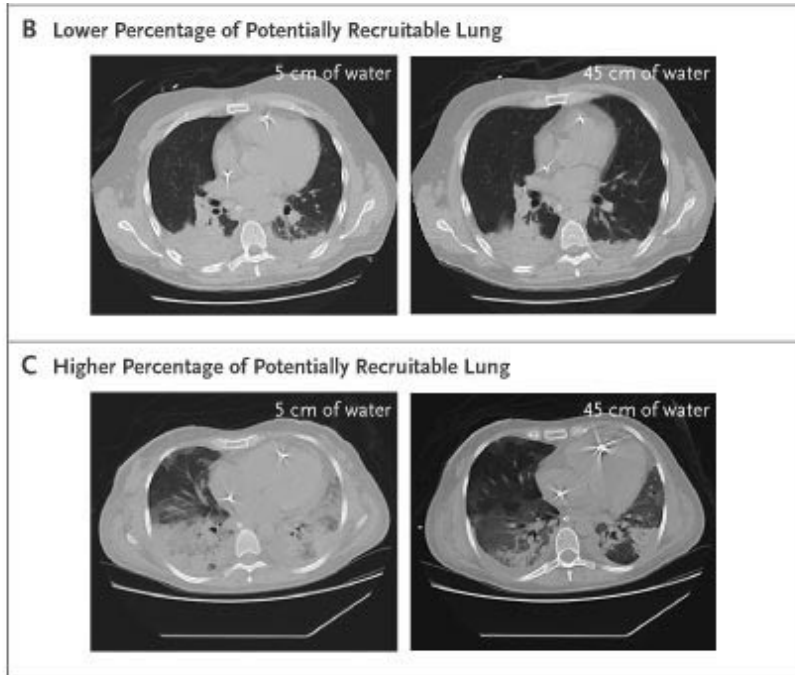 B Lower Percentage of Potentially Recruitable Lung
5 cm of water
45 cm of water
C Higher Percentage of Potentially Recruitable Lung
5 cm of water
45 cm of water